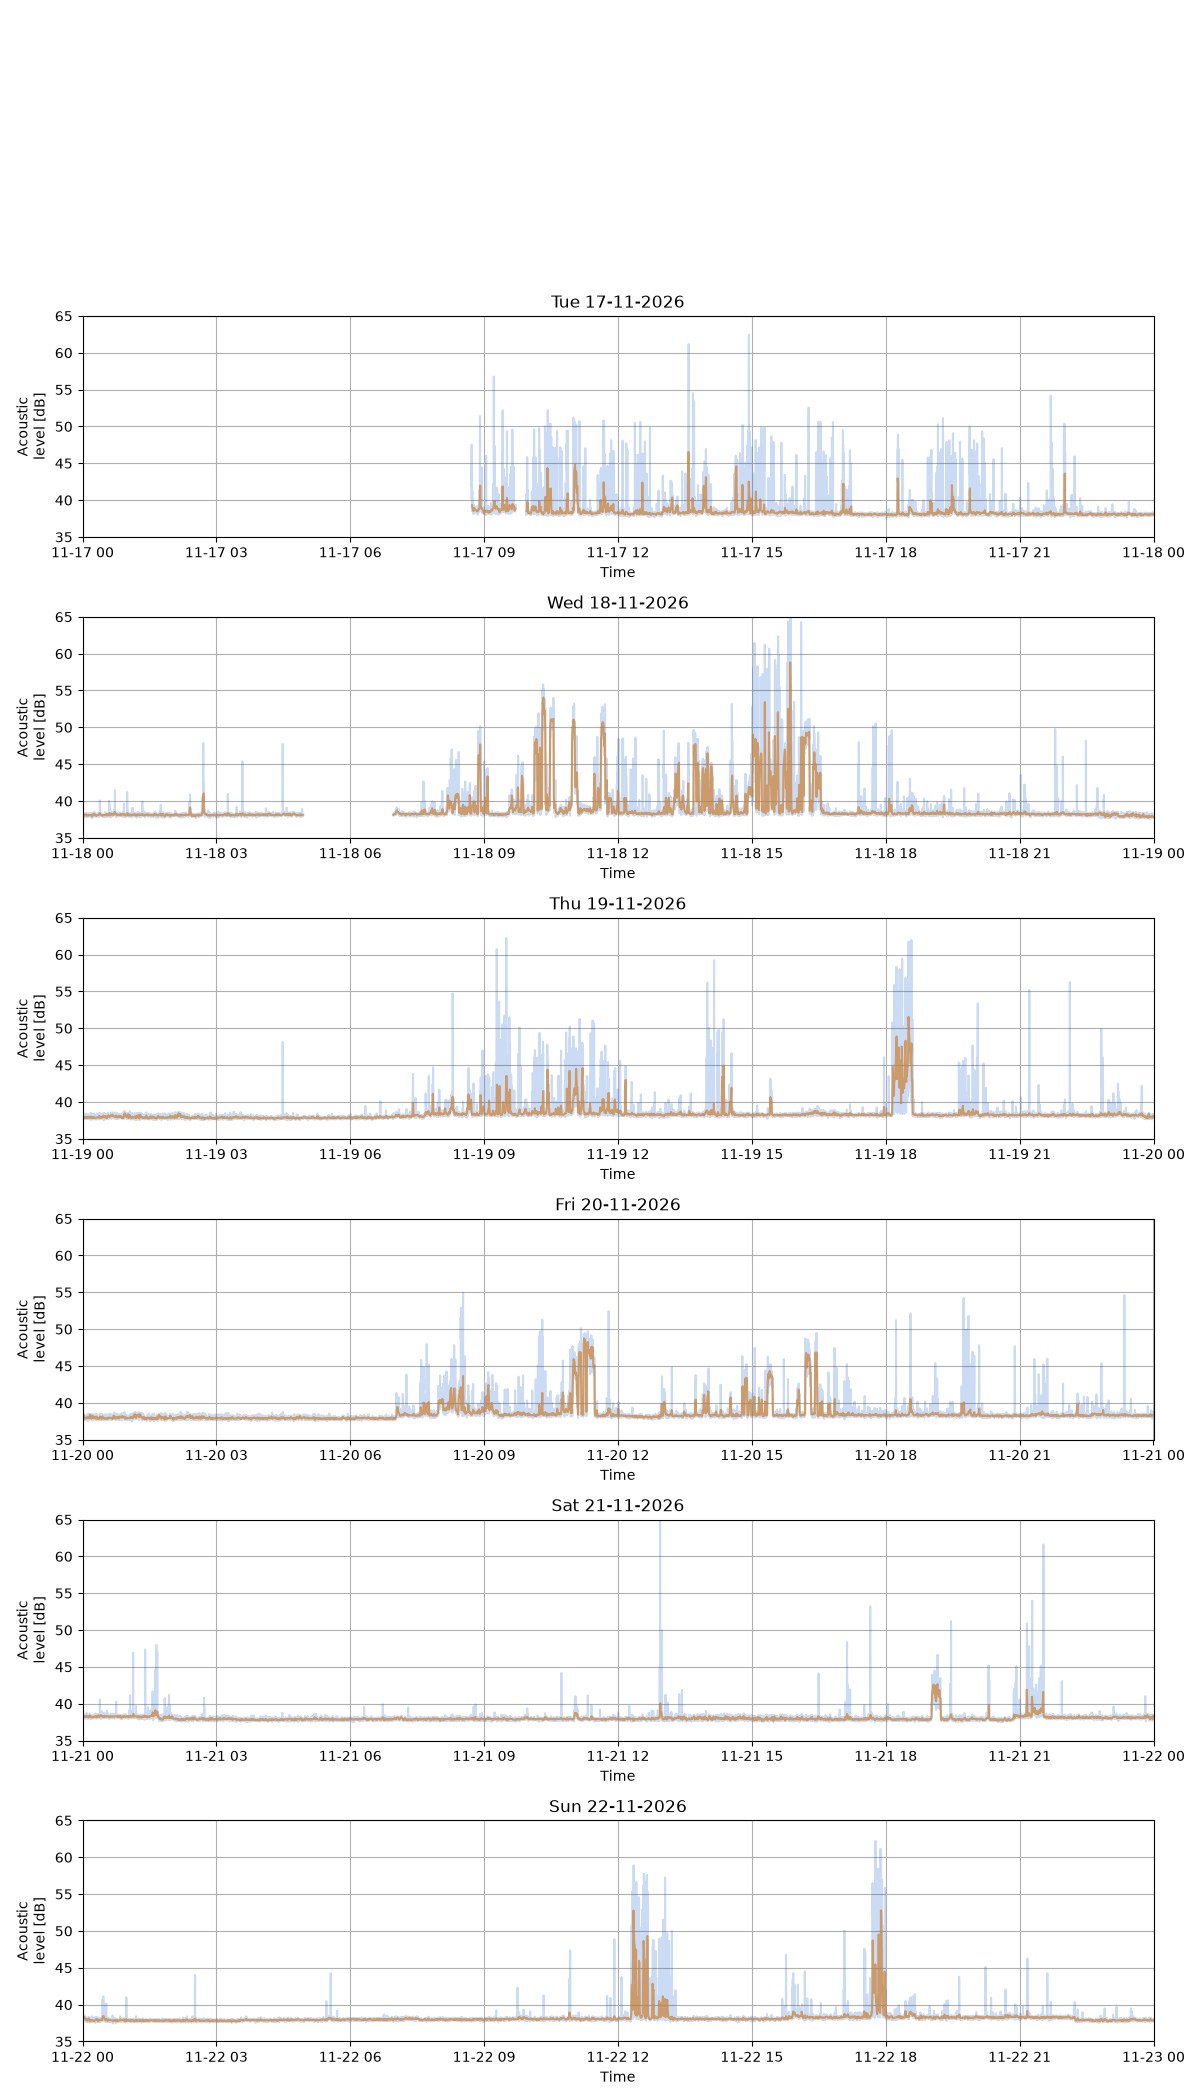 Tue 17-11-2026
65
60
55
50
45
40
35
Acoustic
level [dB]
11-17 00 11-17 03 11-17 06 11-17 09 11-17 12 11-17 15 11-17 18 11-17 21 11-18 00
Time
Wed 18-11-2026
65
60
55
50
45
40
35
Acoustic
level [dB]
11-18 00 11-18 03 11-18 06 11-18 09 11-18 12 11-18 15 11-18 18 11-18 21 11-19 00
Time
Thu 19-11-2026
65
60
55
50
45
40
35
Acoustic
level [dB]
11-19 00 11-19 03 11-19 06 11-19 09 11-19 12 11-19 15 11-19 18 11-19 21 11-20 00
Time
Fri 20-11-2026
65
60
55
50
45
40
35
Acoustic
level [dB]
11-20 00 11-20 03 11-20 06 11-20 09 11-20 12 11-20 15 11-20 18 11-20 21 11-21 00
Time
Sat 21-11-2026
65
60
55
50
45
40
35
Acoustic
level [dB]
11-21 00 11-21 03 11-21 06 11-21 09 11-21 12 11-21 15 11-21 18 11-21 21 11-22 00
Time
Sun 22-11-2026
65
60
55
50
45
40
35
Acoustic
level [dB]
11-22 00 11-22 03 11-22 06 11-22 09 11-22 12 11-22 15 11-22 18 11-22 21 11-23 00
Time